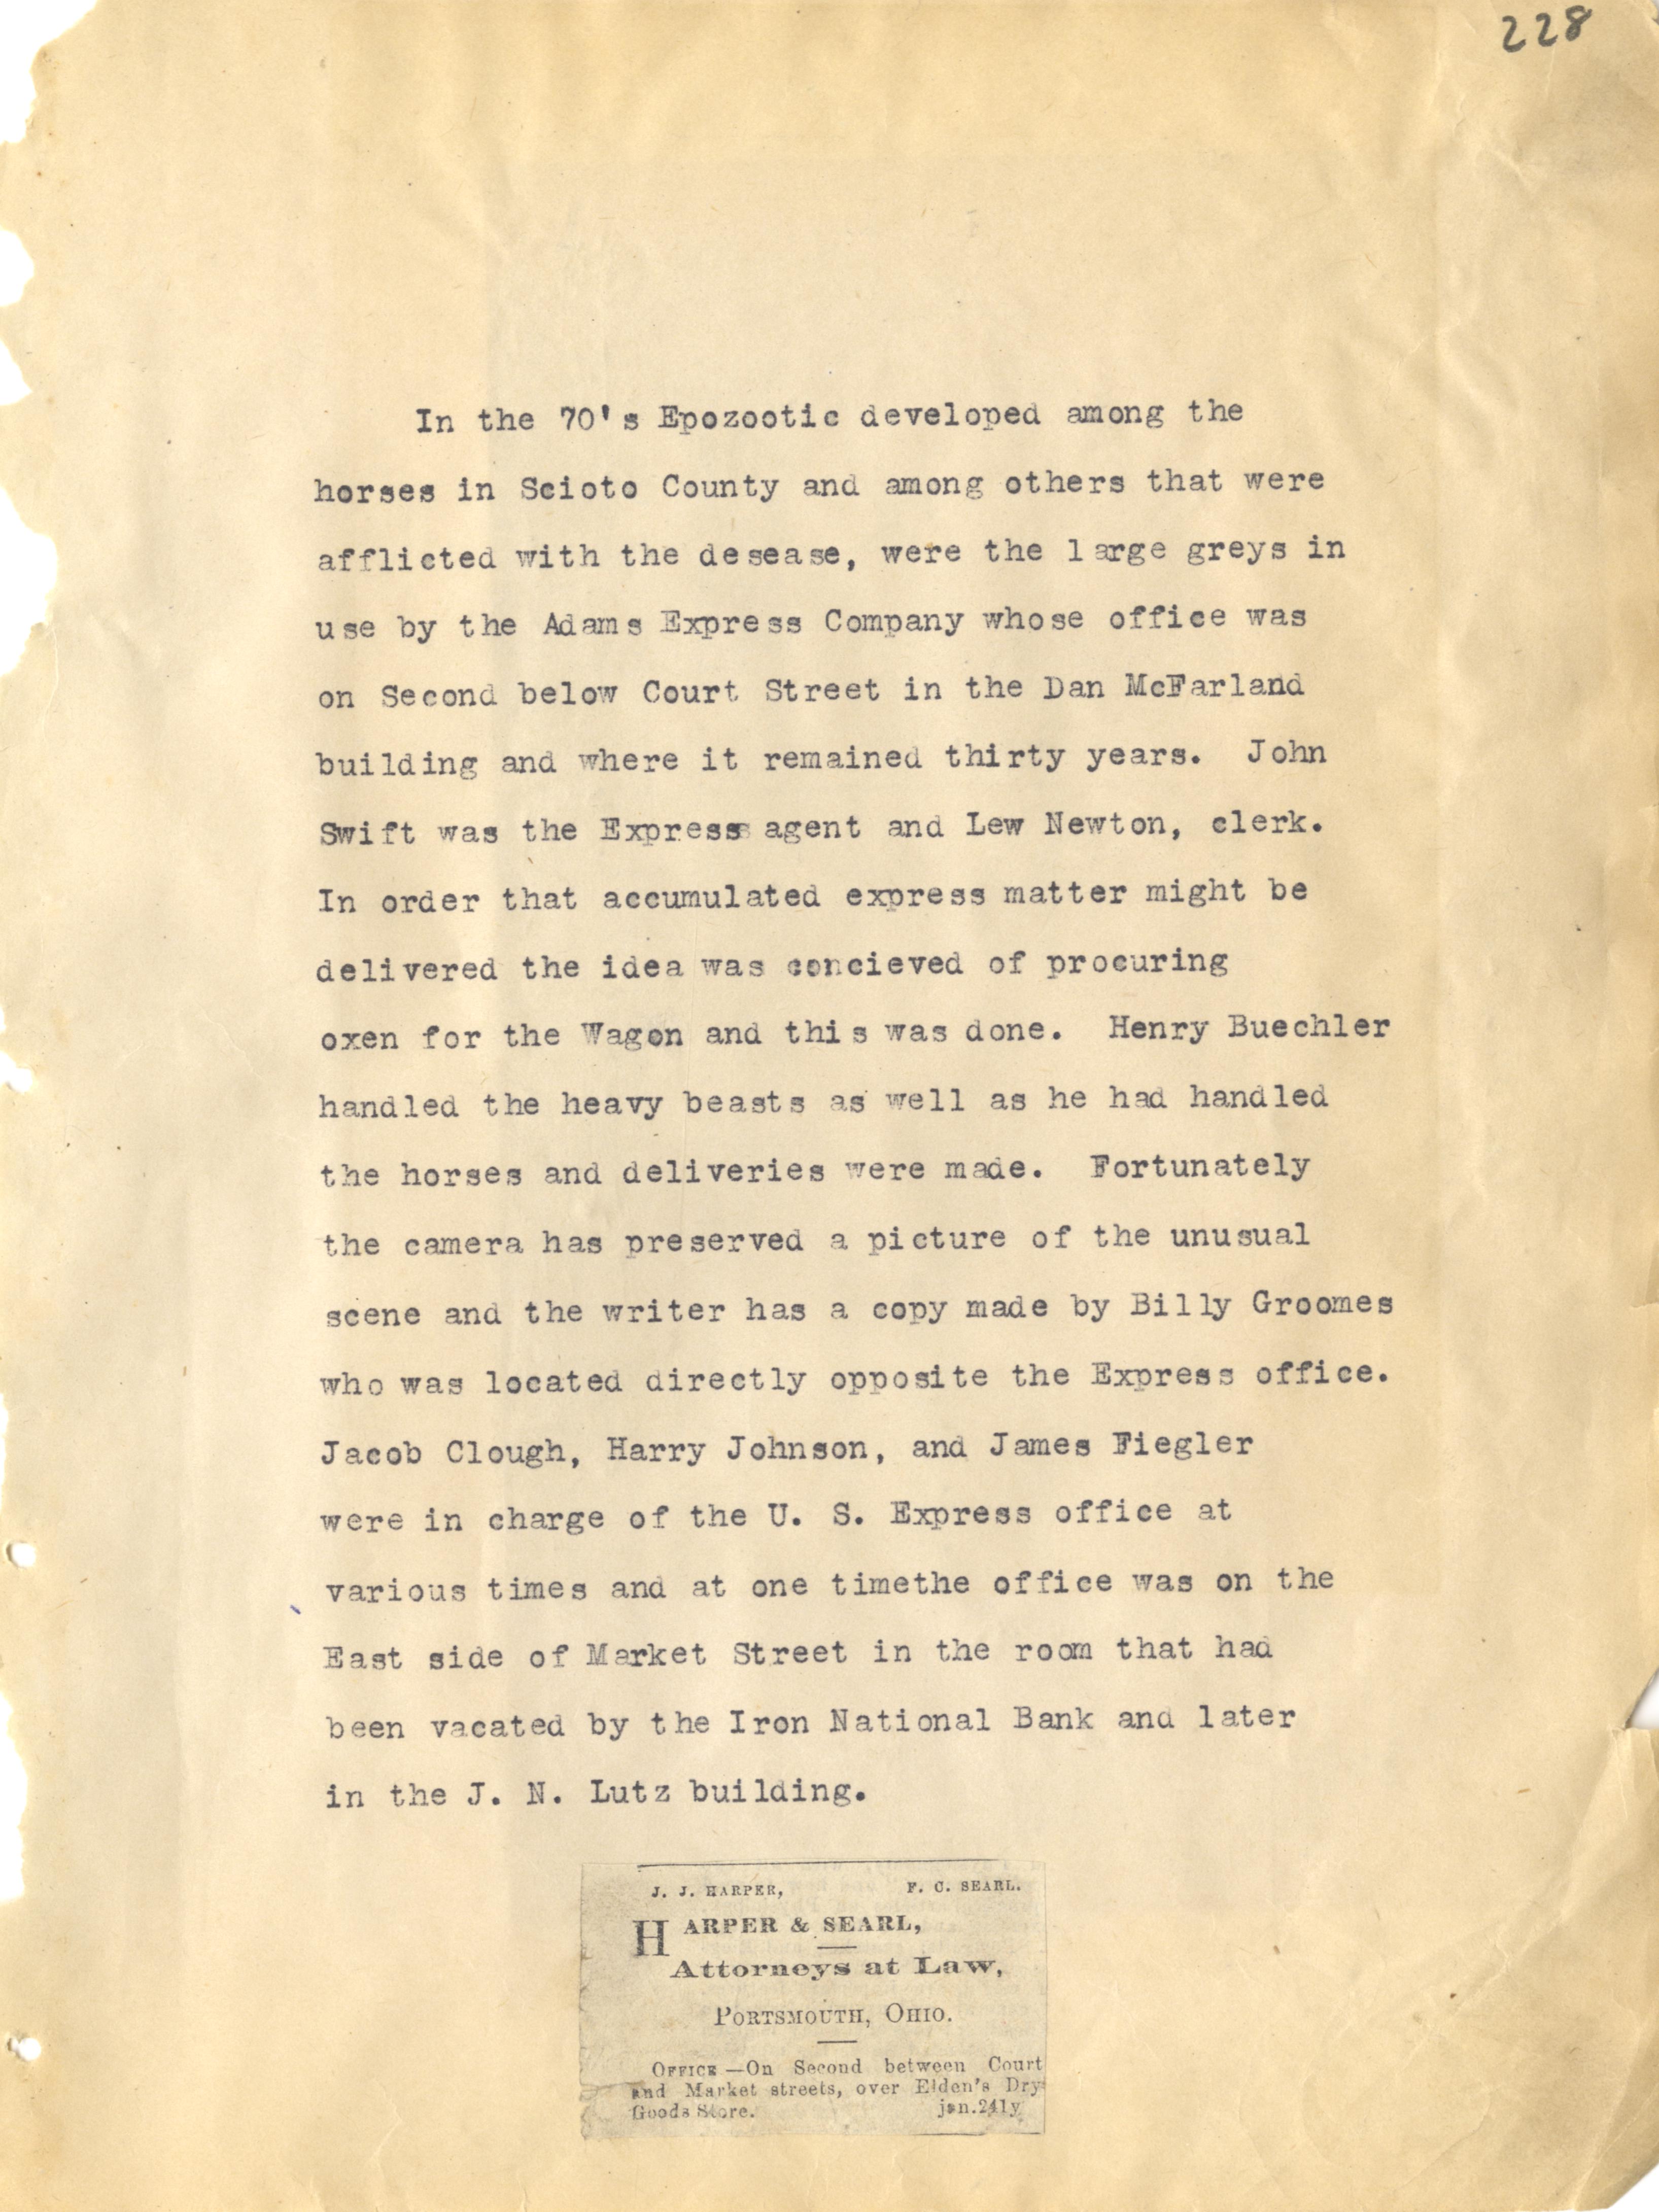 228
In the 70's Epozootic developed among the
horses in Scioto County and among others that were
afflicted with the desease, were the large greys in
use by the Adams Express Company whose office was
on Second below Court Street in the Dan McFarland
building and where it remained thirty years. John
Swift was the Express agent and Lew Newton, clerk.
In order that accumulated express matter might be
delivered the idea was concieved of procuring
oxen for the Wagon and this was done. Henry Buechler
handled the heavy beasts as well as he had handled
the horses and deliveries were made. Fortunately
the camera has preserved a picture of the unusual
scene and the writer has a copy made by Billy Groomes
who was located directly opposite the Express office.
Jacob Clough, Harry Johnson, and James Fiegler
were in charge of the U. S. Express office at
various times and at one timethe office was on the
East side of Market Street in the room that had
been vacated by the Iron National Bank and later
in the J. N. Lutz building.
J. J. HARPER, F. C. SEARL.
HARPER & SEARL,
Attorneys at Law,
PORTSMOUTH, OHIO.
OFFICE—On Second between Court
and Market streets, over Elden's Dry
Goods Store. jan.241y